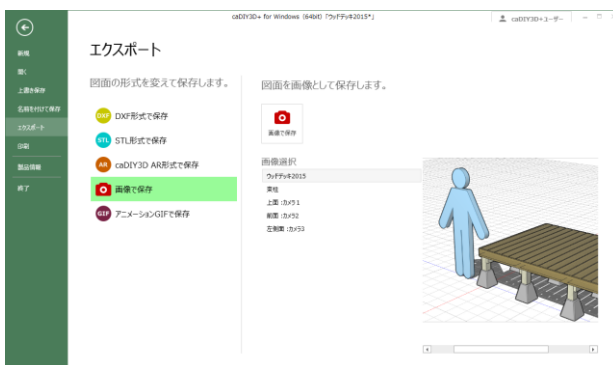 caDIY3D+ for Windows (64bit) 「ウッドデッキ2015*」
caDIY3D+ユーザー
新規
開く
上書き保存
名前を付けて保存
エクスポート
印刷
製品情報
終了
エクスポート
図面の形式を変えて保存します。
DXF DXF形式で保存
STL STL形式で保存
AR caDIY3D AR形式で保存
画像で保存
GIF アニメーションGIFで保存
図面を画像として保存します。
画像で保存
画像選択
ウッドデッキ2015
束柱
上面 :カメラ1
前面 :カメラ2
左側面 :カメラ3